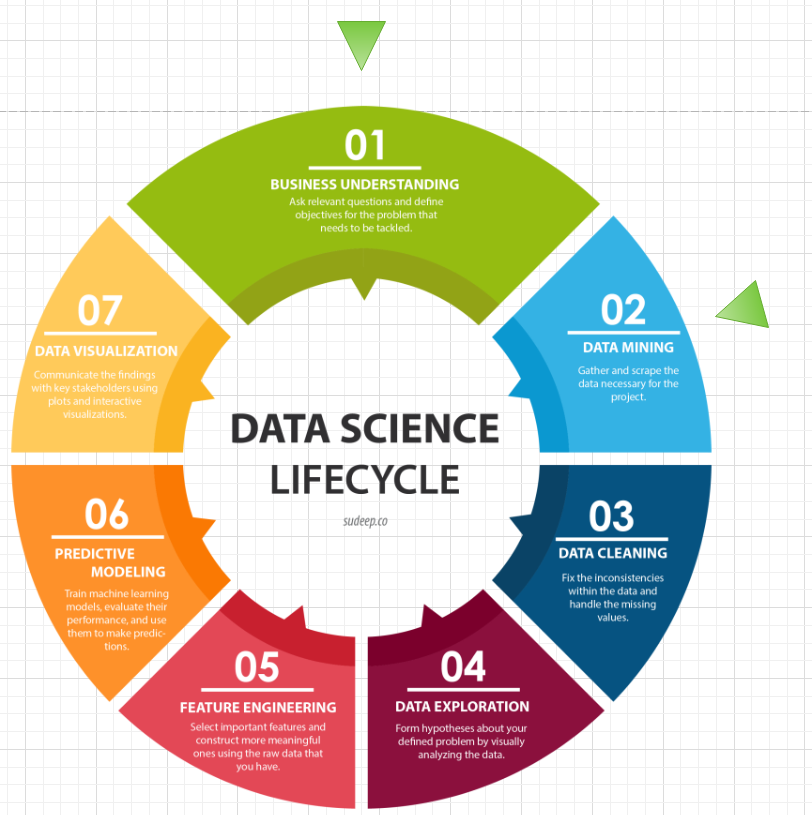 01
BUSINESS UNDERSTANDING
Ask relevant questions and define
objectives for the problem that
needs to be tackled.
02
DATA MINING
Gather and scrape the
data necessary for the
project.
03
DATA CLEANING
Fix the inconsistencies
within the data and
handle the missing
values.
04
DATA EXPLORATION
Form hypotheses about your
defined problem by visually
analyzing the data.
05
FEATURE ENGINEERING
Select important features and
construct more meaningful
ones using the raw data that
you have.
06
PREDICTIVE
MODELING
Train machine learning
models, evaluate their
performance, and use
them to make predic-
tions.
07
DATA VISUALIZATION
Communicate the findings
with key stakeholders using
plots and interactive
visualizations.
DATA SCIENCE
LIFECYCLE
sudeep.co